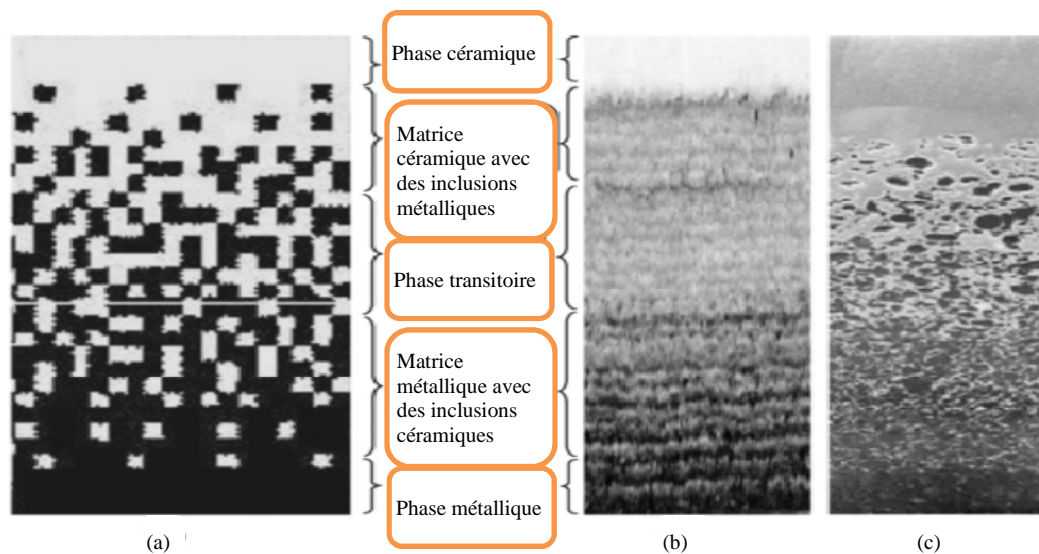 Phase céramique
Matrice
céramique avec
des inclusions
métalliques
Phase transitoire
Matrice
métallique avec
des inclusions
céramiques
Phase métallique
(a)
(b)
(c)